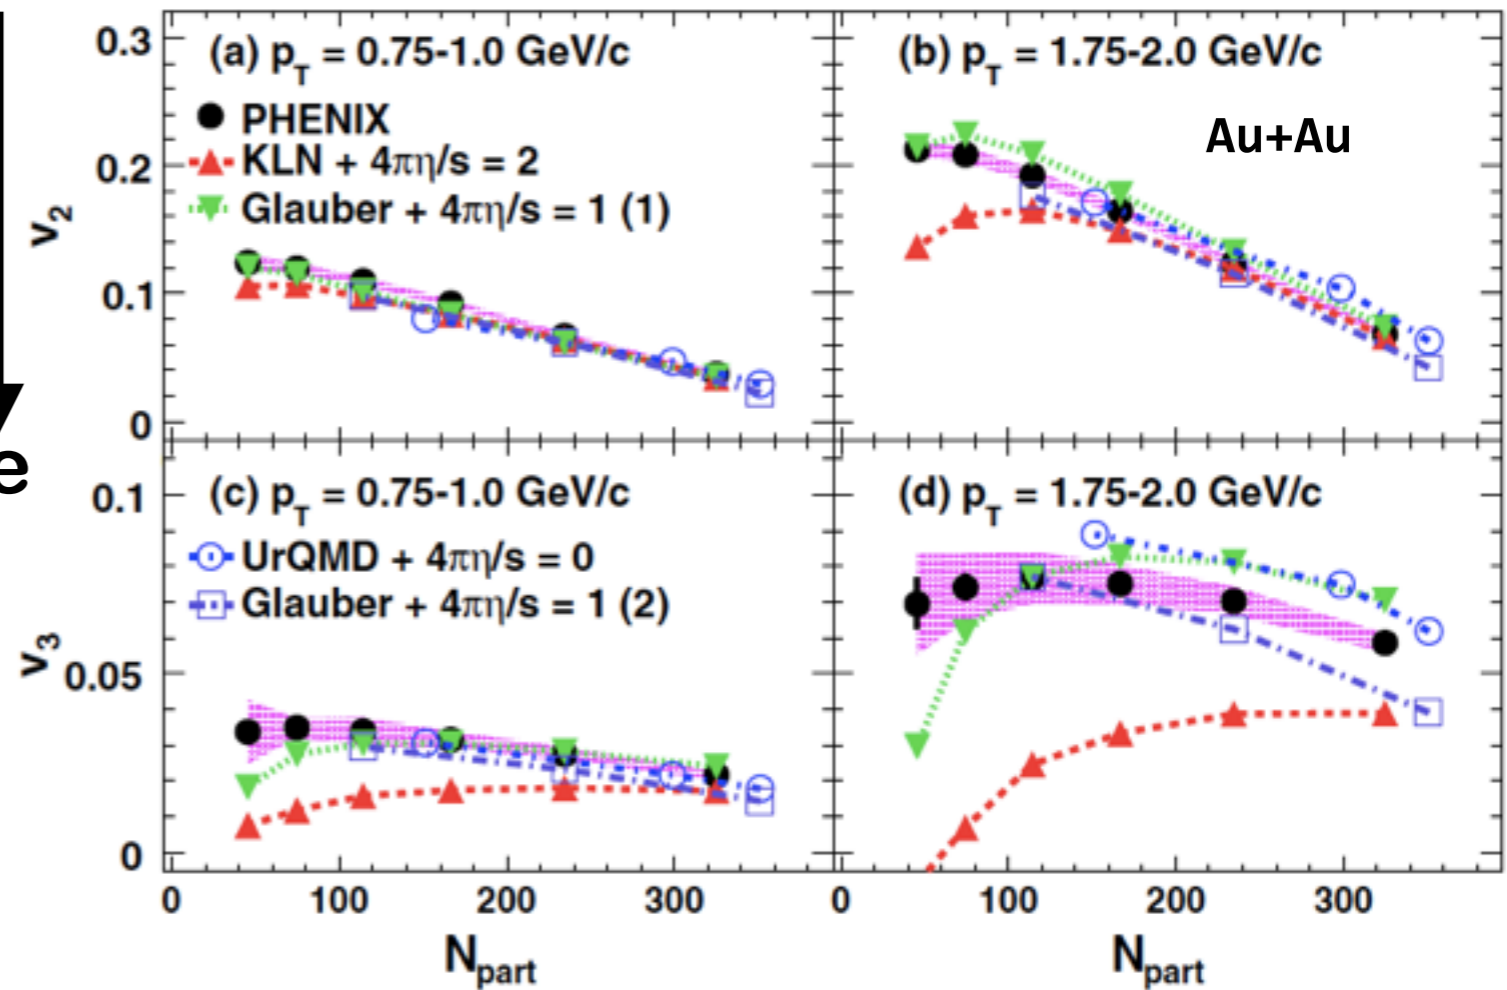 0.3
(a) pT = 0.75-1.0 GeV/c
(b) pT = 1.75-2.0 GeV/c
PHENIX
Au+Au
KLN + 4πη/s = 2
0.2
Glauber + 4πη/s = 1 (1)
v2
0.1
0
e
0.1
(c) pT = 0.75-1.0 GeV/c
(d) pT = 1.75-2.0 GeV/c
UrQMD + 4πη/s = 0
Glauber + 4πη/s = 1 (2)
v3
0.05
0
0 100 200 300
0 100 200 300
Npart
Npart